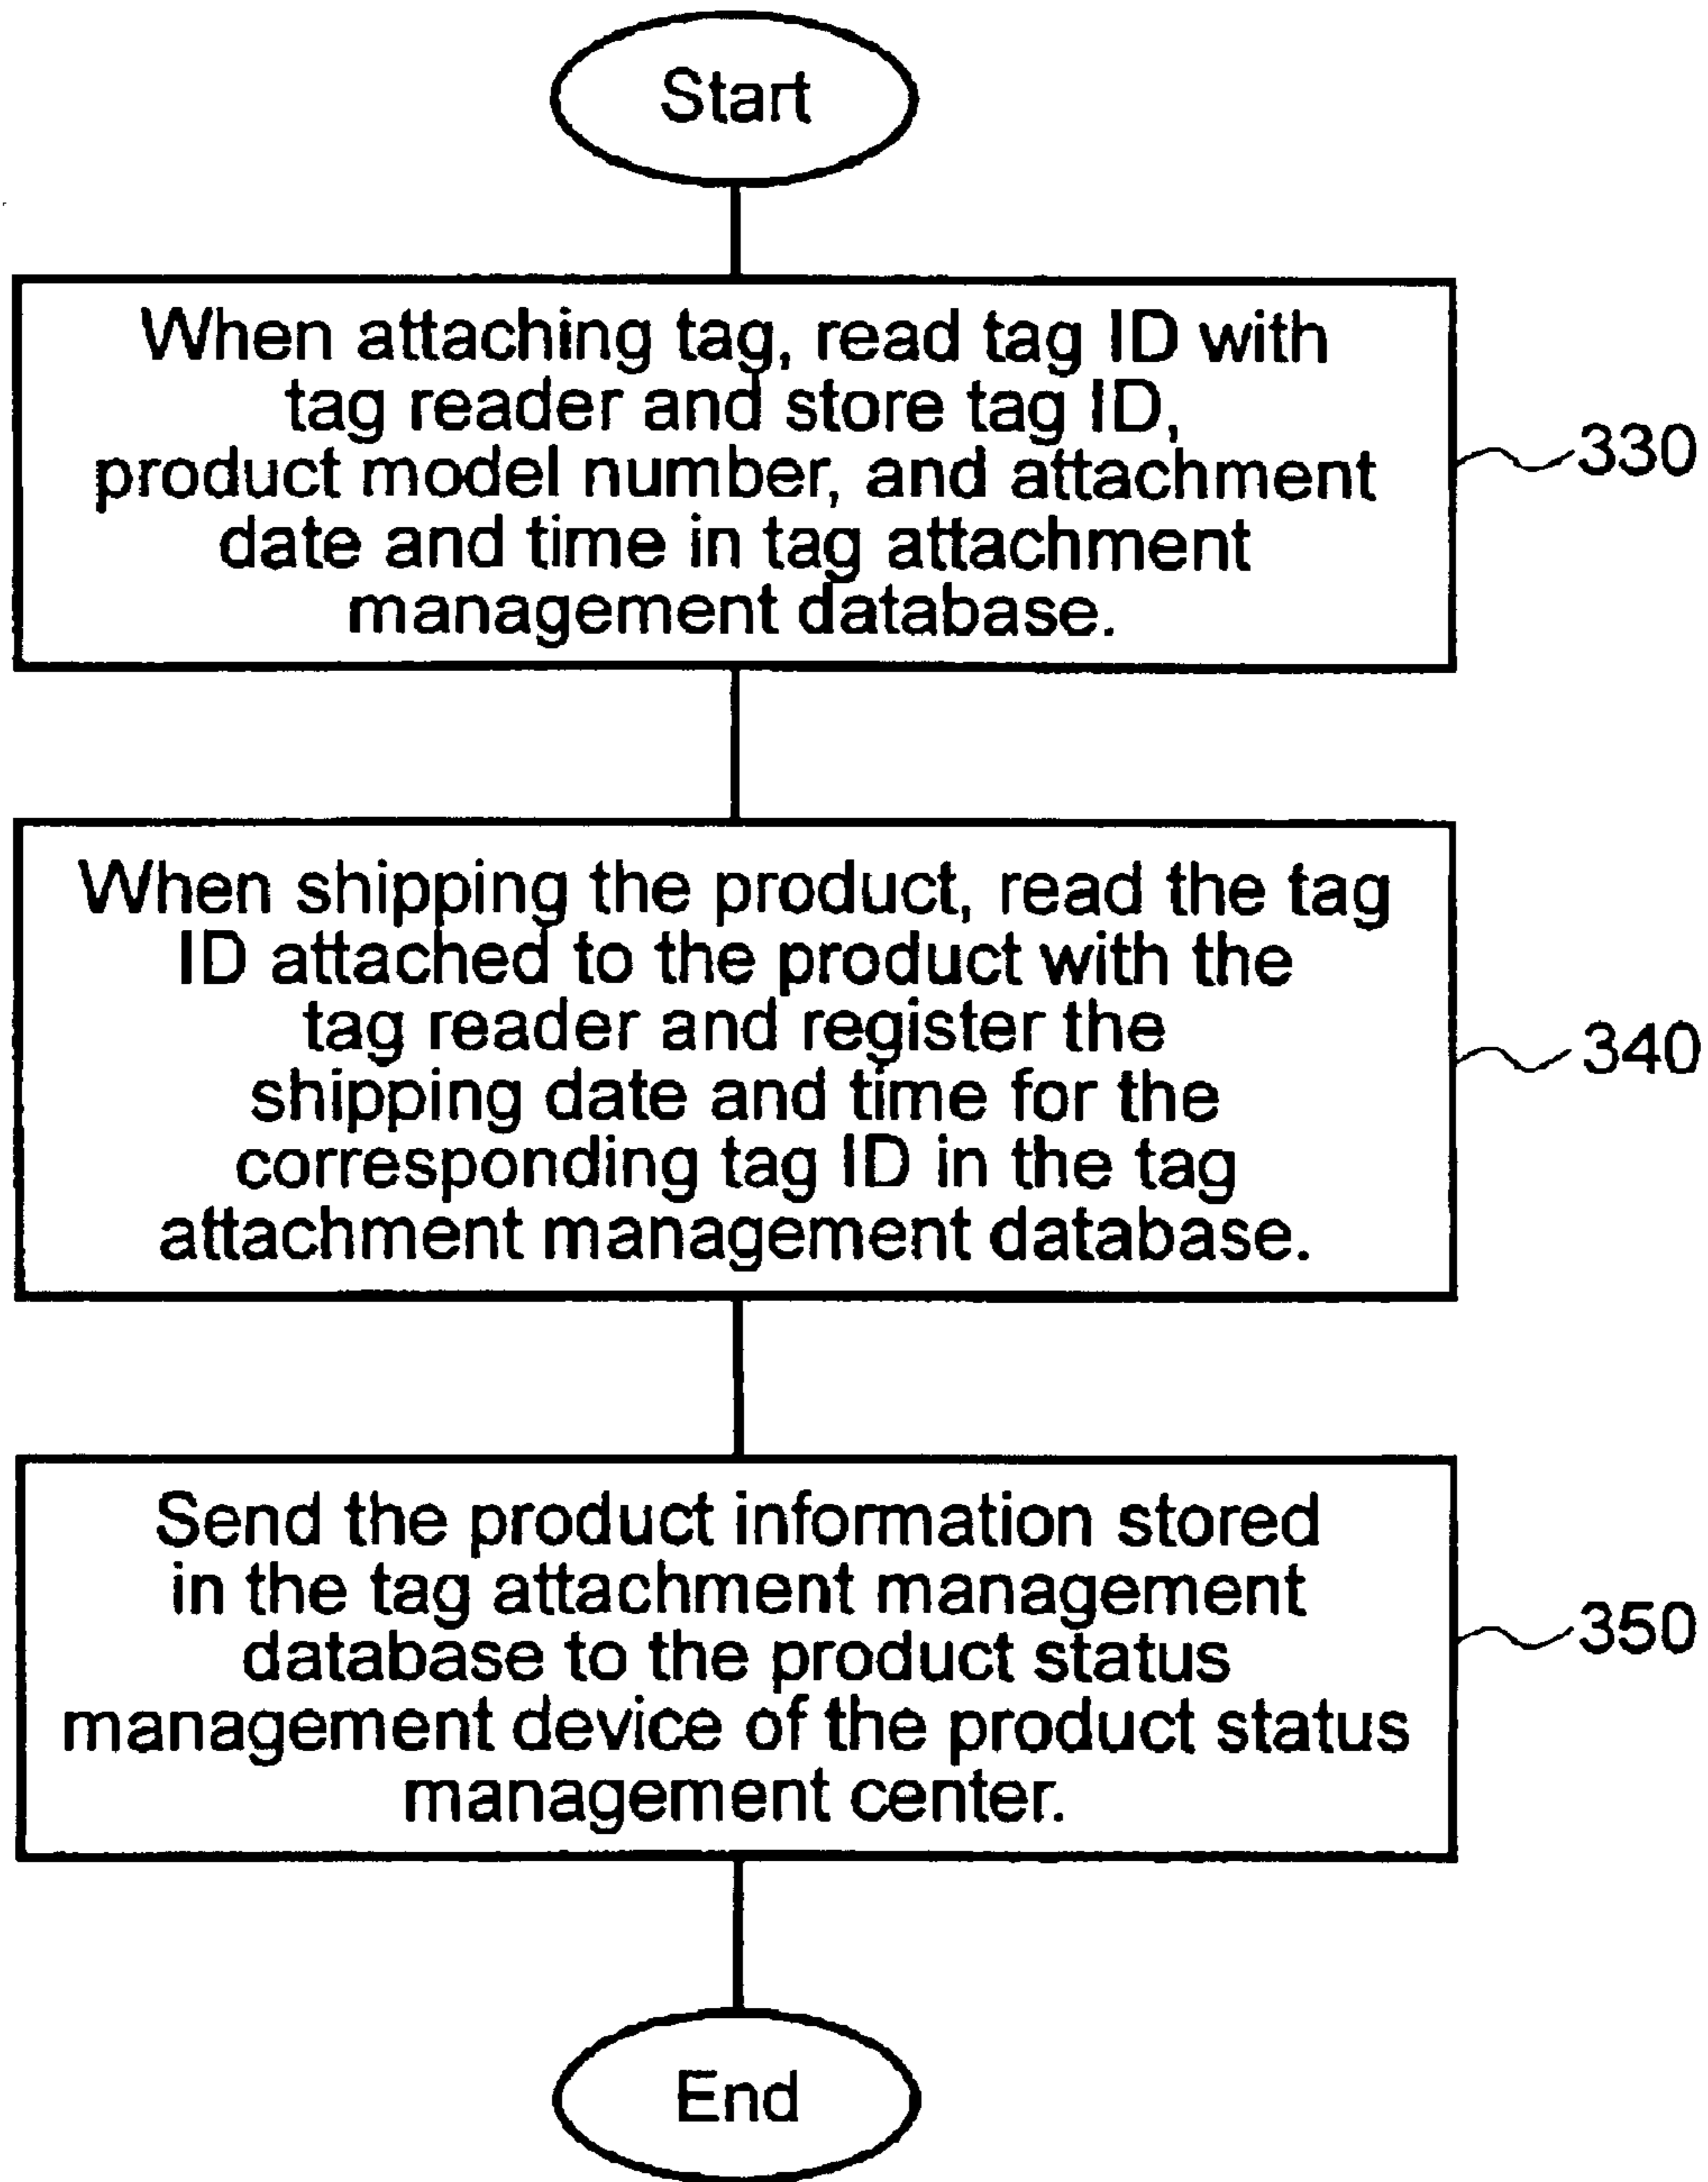 Start
When attaching tag, read tag ID with
tag reader and store tag ID,
product model number, and attachment
date and time in tag attachment
management database.
330
When shipping the product, read the tag
ID attached to the product with the
tag reader and register the
shipping date and time for the
corresponding tag ID in the tag
attachment management database.
340
Send the product information stored
in the tag attachment management
database to the product status
management device of the product status
management center.
350
End